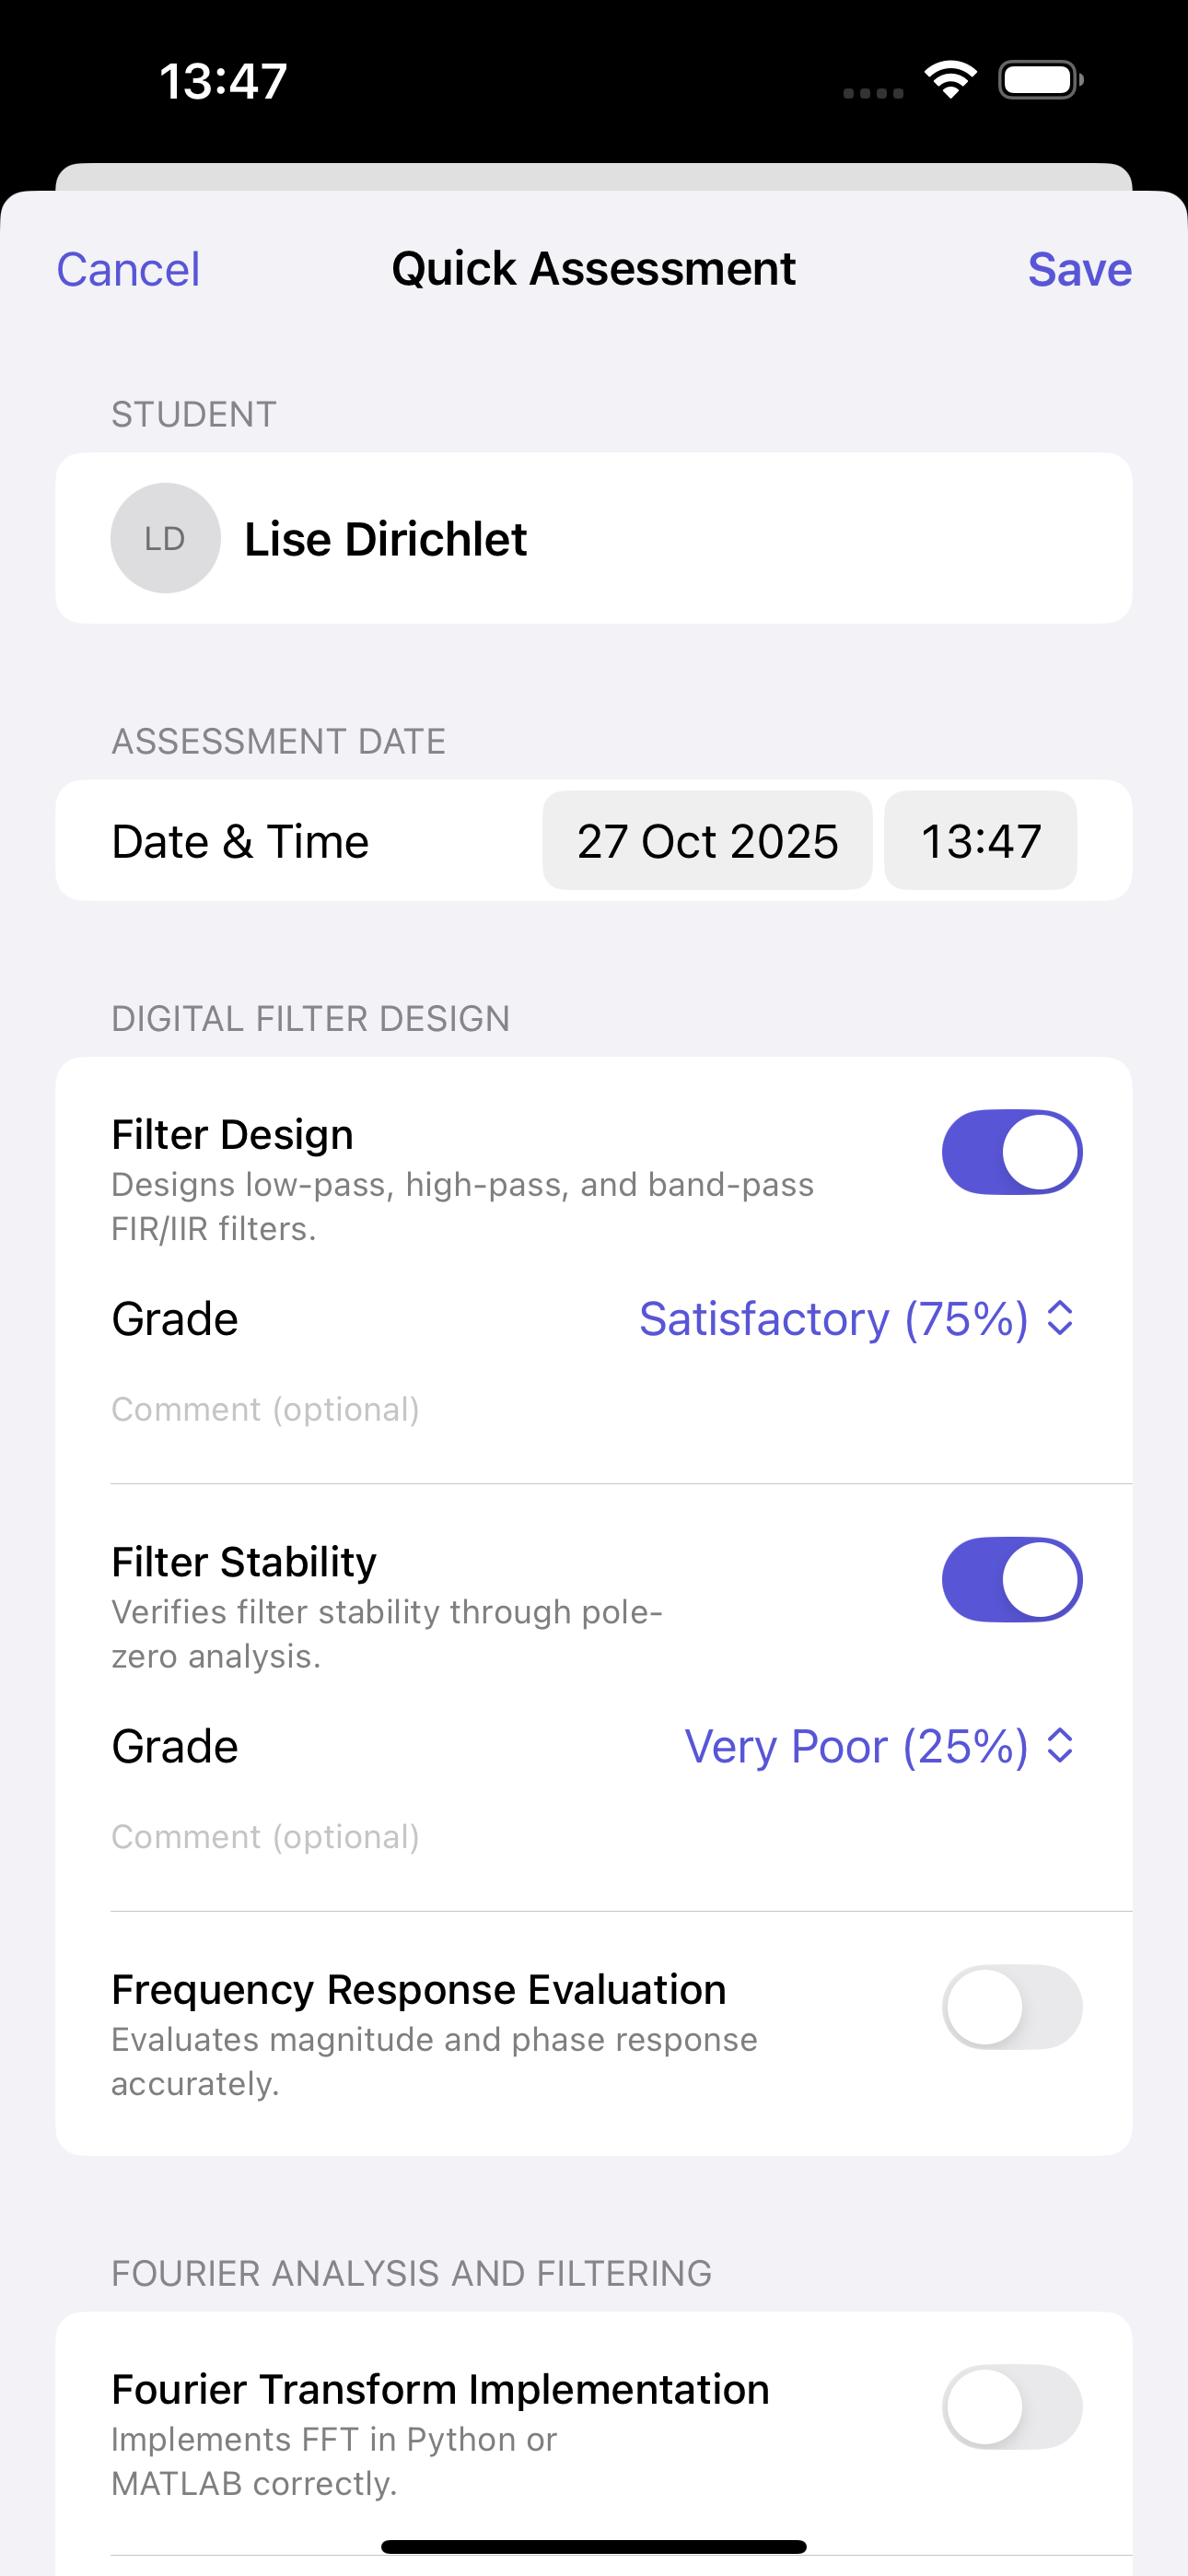 13:47
Cancel
Quick Assessment
Save
STUDENT
LD
Lise Dirichlet
ASSESSMENT DATE
Date & Time
27 Oct 2025
13:47
DIGITAL FILTER DESIGN
Filter Design
Designs low-pass, high-pass, and band-pass
FIR/IIR filters.
Grade
Satisfactory (75%)
Comment (optional)
Filter Stability
Verifies filter stability through pole-
zero analysis.
Grade
Very Poor (25%)
Comment (optional)
Frequency Response Evaluation
Evaluates magnitude and phase response
accurately.
FOURIER ANALYSIS AND FILTERING
Fourier Transform Implementation
Implements FFT in Python or
MATLAB correctly.